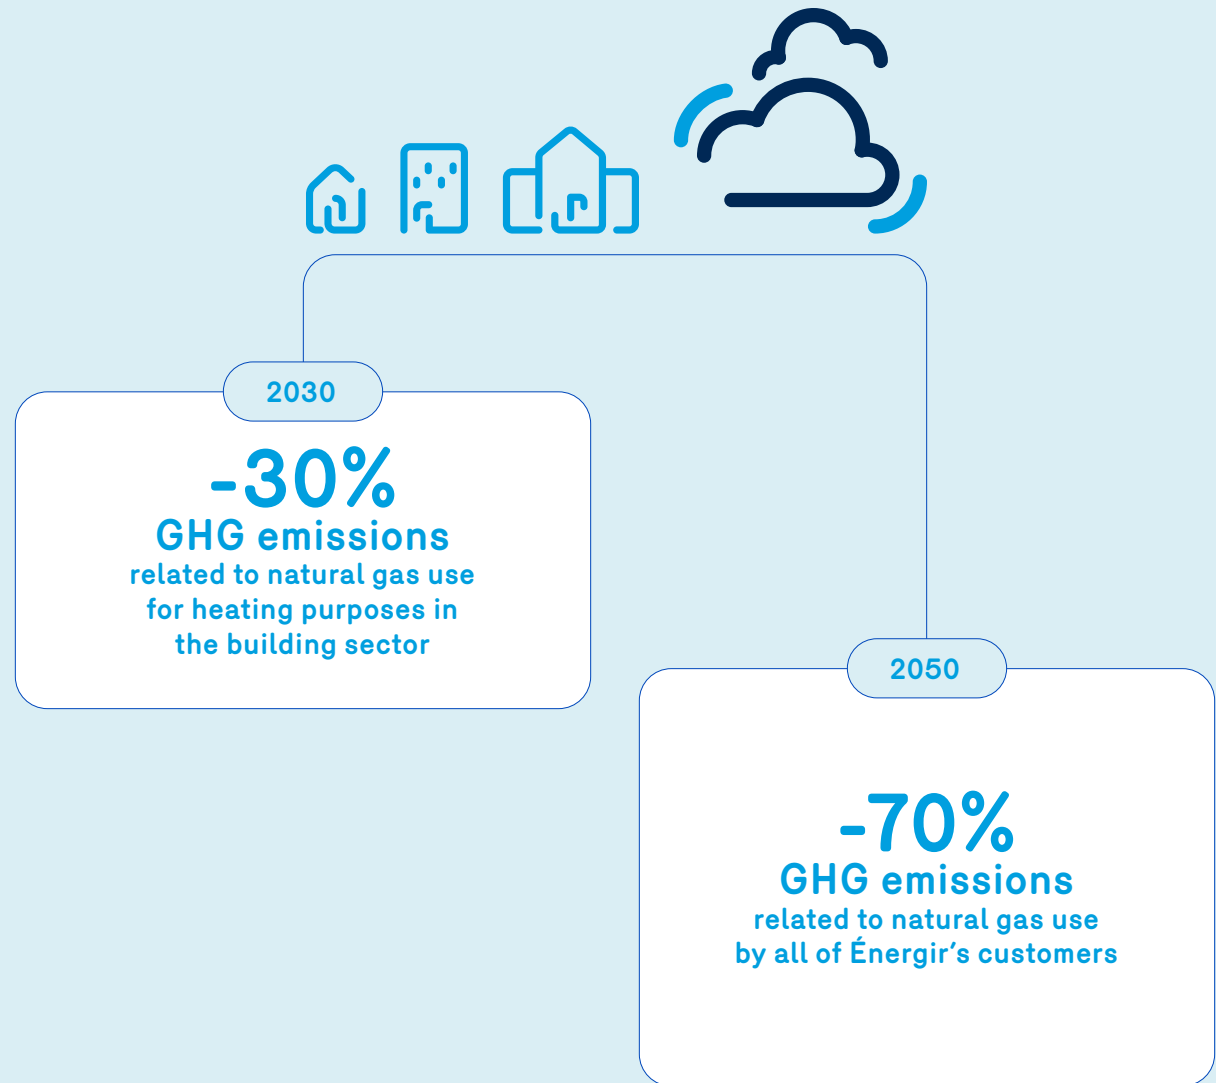 2030
-30%
GHG emissions
related to natural gas use
for heating purposes in
the building sector
2050
-70%
GHG emissions
related to natural gas use
by all of Énergir’s customers